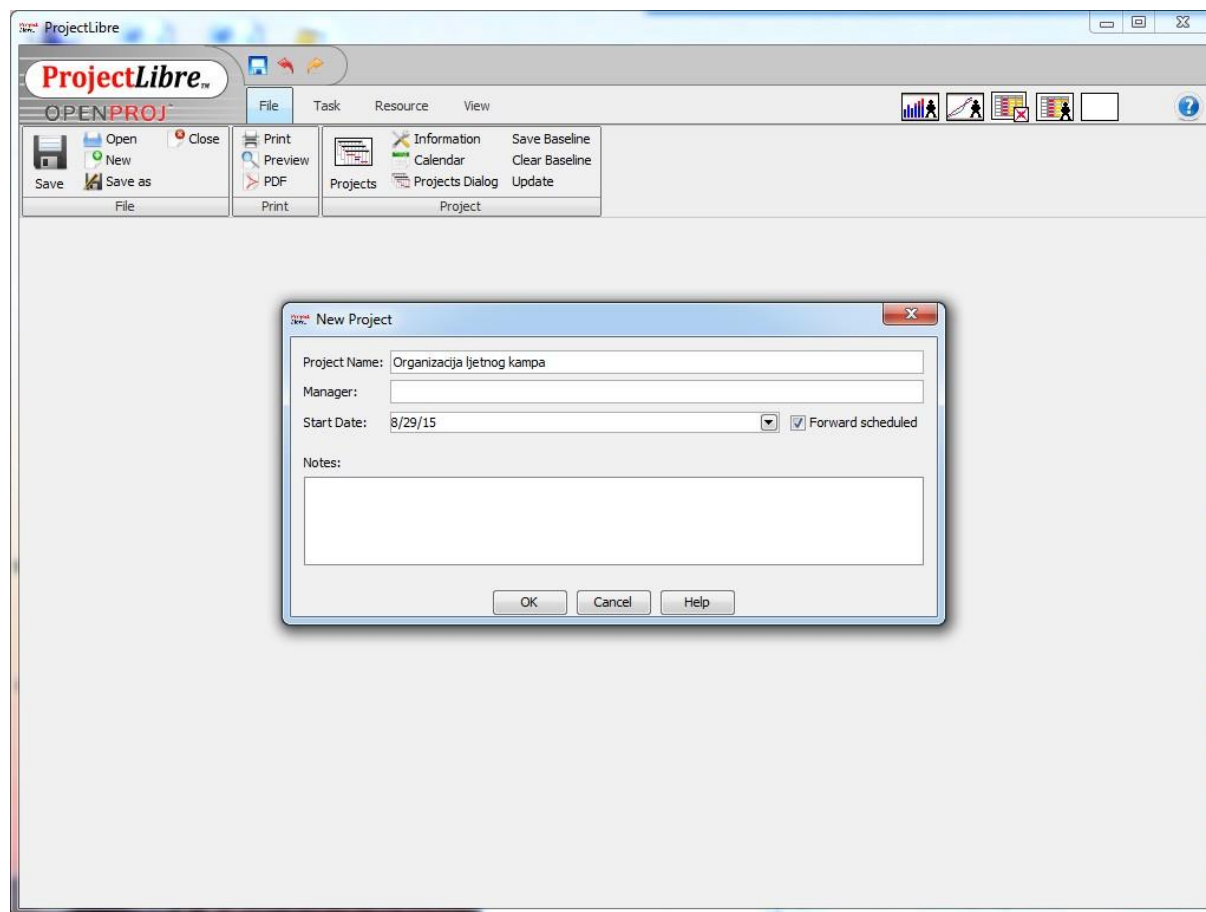 ProjectLibre
ProjectLibre™
OPENPROJ
File Task Resource View
Open Close Print Information Save Baseline
New Preview Calendar Clear Baseline
Save Save as PDF Projects Projects Dialog Update
File Print Project
New Project
Project Name: Organizacija ljetnog kampa
Manager:
Start Date: 8/29/15 Forward scheduled
Notes:
OK Cancel Help